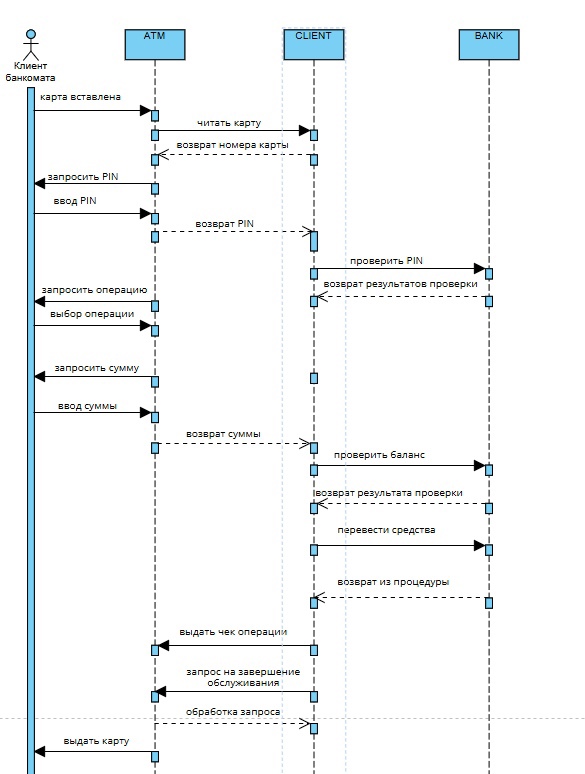 ATM
CLIENT
BANK
Клиент
банкомата
карта вставлена
читать карту
возврат номера карты
запросить PIN
ввод PIN
возврат PIN
проверить PIN
возврат результатов проверки
запросить операцию
выбор операции
запросить сумму
ввод суммы
возврат суммы
проверить баланс
возврат результата проверки
перевести средства
возврат из процедуры
выдать чек операции
запрос на завершение
обслуживания
обработка запроса
выдать карту